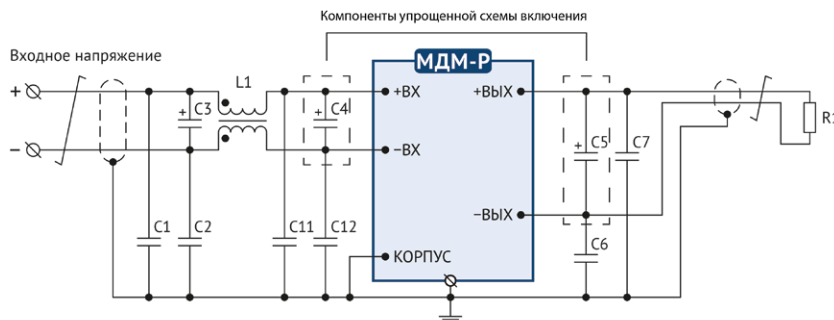 Компоненты упрощенной схемы включения
Входное напряжение
МДМ-Р
L1
+
+ C3
+ C4
+ВХ
+ВЫХ
+ C5
C7
R1
–
–ВХ
–ВЫХ
C1
C2
C11
C12
C6
КОРПУС